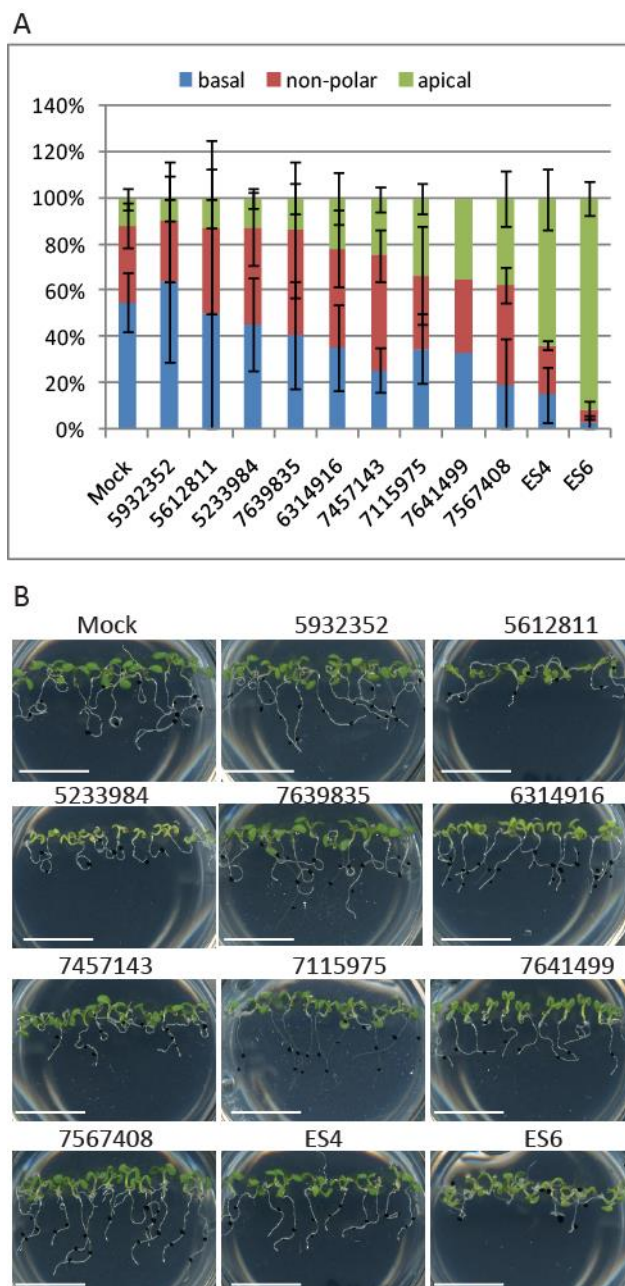 A
basal non-polar apical
140%
120%
100%
80%
60%
40%
20%
0%
Mock 5932352 5612811 5233984 7639835 6314916 7457143 7115975 7641499 7567408 ES4 ES6
B
Mock 5932352 5612811
5233984 7639835 6314916
7457143 7115975 7641499
7567408 ES4 ES6